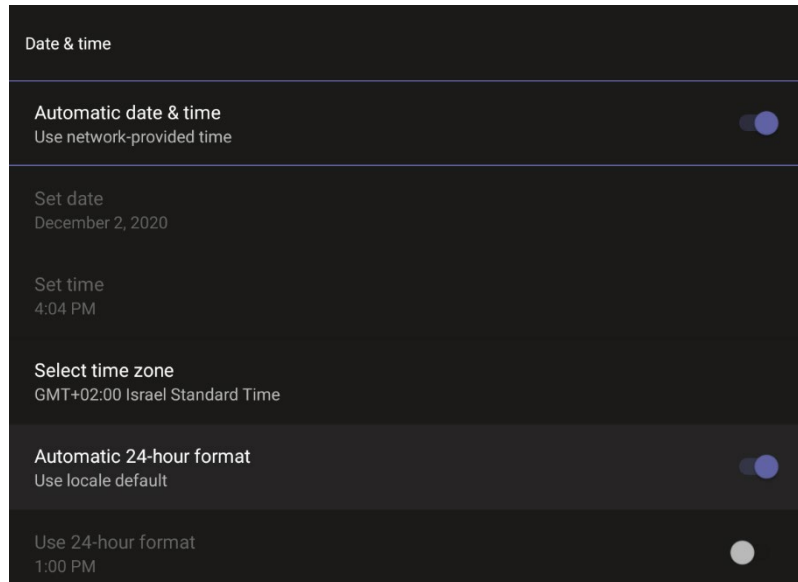 Date & time
Automatic date & time
Use network-provided time
Set date
December 2, 2020
Set time
4:04 PM
Select time zone
GMT+02:00 Israel Standard Time
Automatic 24-hour format
Use locale default
Use 24-hour format
1:00 PM